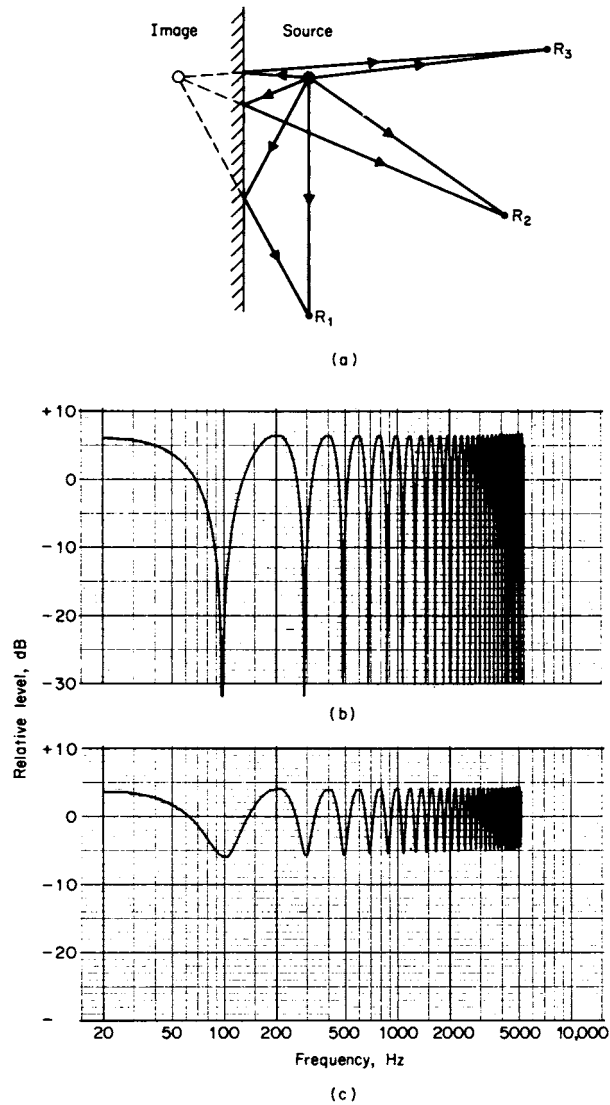 Image Source
R3
R2
R1
(a)
+10
0
-10
-20
-30
(b)
Relative level, dB
+10
0
-10
-20
-
20 50 100 200 500 1000 2000 5000 10,000
Frequency, Hz
(c)